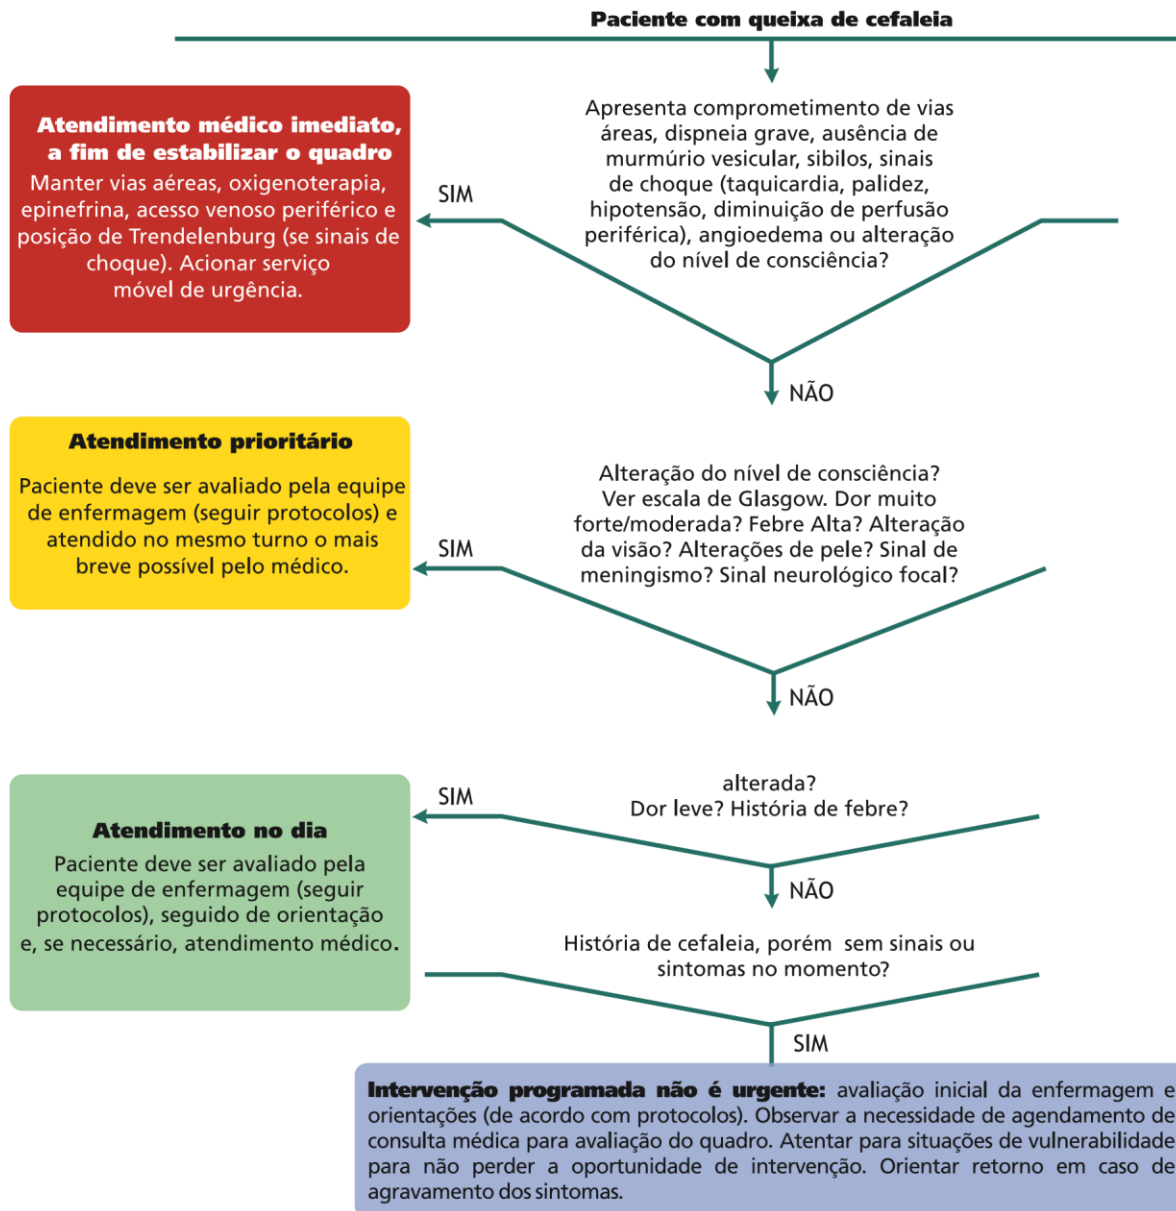 Paciente com queixa de cefaleia
Atendimento médico imediato,
a fim de estabilizar o quadro
Manter vias aéreas, oxigenoterapia,
epinefrina, acesso venoso periférico e
posição de Trendelenburg (se sinais de
choque). Acionar serviço
móvel de urgência.
SIM
Apresenta comprometimento de vias
áreas, dispneia grave, ausência de
murmúrio vesicular, sibilos, sinais
de choque (taquicardia, palidez,
hipotensão, diminuição de perfusão
periférica), angioedema ou alteração
do nível de consciência?
NÃO
Atendimento prioritário
Paciente deve ser avaliado pela equipe
de enfermagem (seguir protocolos) e
atendido no mesmo turno o mais
breve possível pelo médico.
SIM
Alteração do nível de consciência?
Ver escala de Glasgow. Dor muito
forte/moderada? Febre Alta? Alteração
da visão? Alterações de pele? Sinal de
meningismo? Sinal neurológico focal?
NÃO
Atendimento no dia
Paciente deve ser avaliado pela
equipe de enfermagem (seguir
protocolos), seguido de orientação
e, se necessário, atendimento médico.
SIM
alterada?
Dor leve? História de febre?
NÃO
História de cefaleia, porém sem sinais ou
sintomas no momento?
SIM
Intervenção programada não é urgente: avaliação inicial da enfermagem e
orientações (de acordo com protocolos). Observar a necessidade de agendamento de
consulta médica para avaliação do quadro. Atentar para situações de vulnerabilidade
para não perder a oportunidade de intervenção. Orientar retorno em caso de
agravamento dos sintomas.